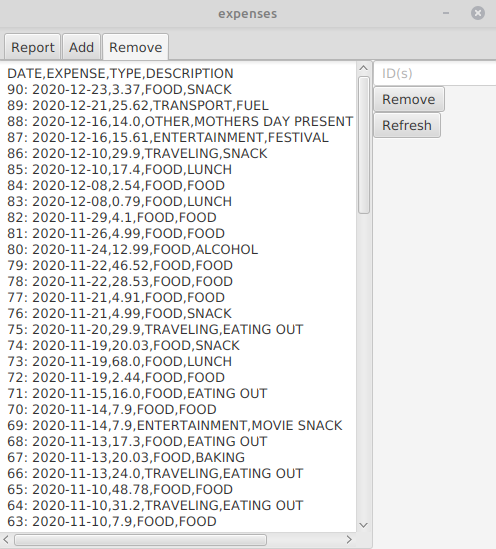 expenses
Report Add Remove
DATE,EXPENSE,TYPE,DESCRIPTION
90: 2020-12-23,3.37,FOOD,SNACK
89: 2020-12-21,25.62,TRANSPORT,FUEL
88: 2020-12-16,14.0,OTHER,MOTHERS DAY PRESENT
87: 2020-12-16,15.61,ENTERTAINMENT,FESTIVAL
86: 2020-12-10,29.9,TRAVELING,SNACK
85: 2020-12-10,17.4,FOOD,LUNCH
84: 2020-12-08,2.54,FOOD,FOOD
83: 2020-12-08,0.79,FOOD,LUNCH
82: 2020-11-29,4.1,FOOD,FOOD
81: 2020-11-26,4.99,FOOD,FOOD
80: 2020-11-24,12.99,FOOD,ALCOHOL
79: 2020-11-22,46.52,FOOD,FOOD
78: 2020-11-22,28.53,FOOD,FOOD
77: 2020-11-21,4.91,FOOD,FOOD
76: 2020-11-21,4.99,FOOD,SNACK
75: 2020-11-20,29.9,TRAVELING,EATING OUT
74: 2020-11-19,20.03,FOOD,SNACK
73: 2020-11-19,68.0,FOOD,LUNCH
72: 2020-11-19,2.44,FOOD,FOOD
71: 2020-11-15,16.0,FOOD,EATING OUT
70: 2020-11-14,7.9,FOOD,FOOD
69: 2020-11-14,7.9,ENTERTAINMENT,MOVIE SNACK
68: 2020-11-13,17.3,FOOD,EATING OUT
67: 2020-11-13,20.03,FOOD,BAKING
66: 2020-11-13,24.0,TRAVELING,EATING OUT
65: 2020-11-10,48.78,FOOD,FOOD
64: 2020-11-10,31.2,TRAVELING,EATING OUT
63: 2020-11-10,7.9,FOOD,FOOD
ID(s)
Remove
Refresh